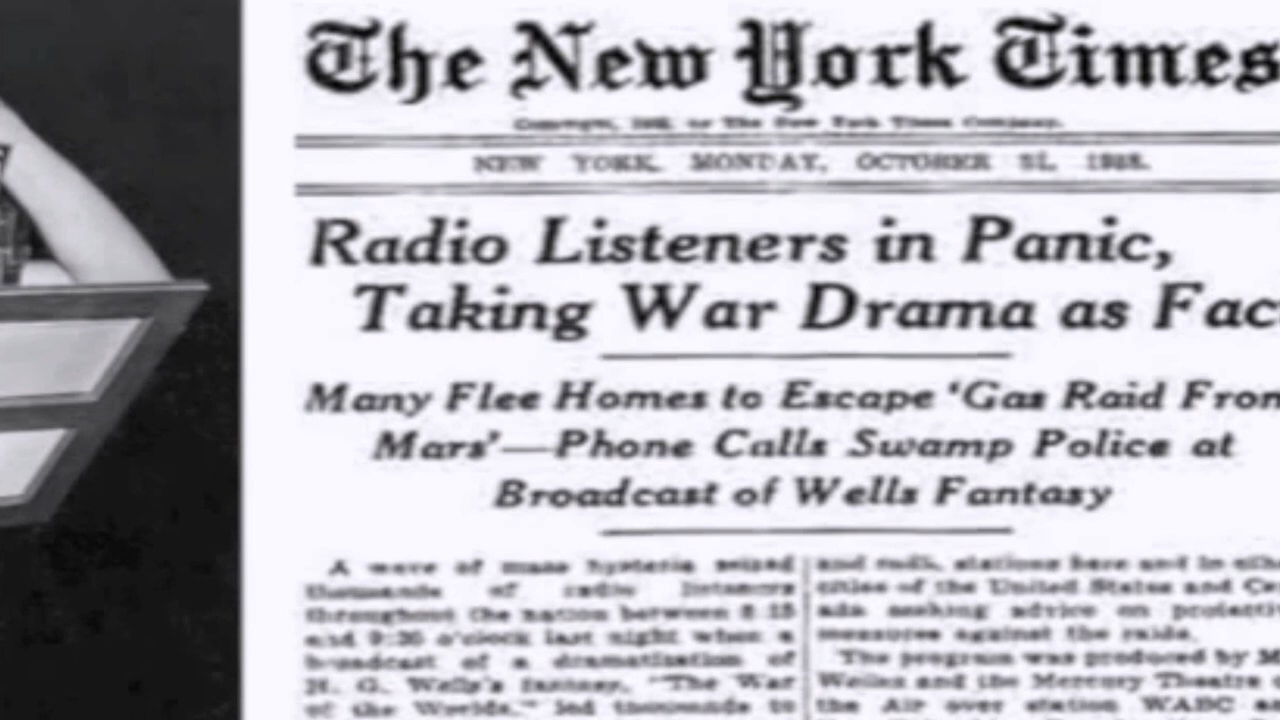 The New York Times
NEW YORK, MONDAY, OCTOBER 31, 1938.
Radio Listeners in Panic,
Taking War Drama as Fac
Many Flee Homes to Escape 'Gas Raid From
Mars'—Phone Calls Swamp Police at
Broadcast of Wells Fantasy
A wave of mass hysteria seized
thousands of radio listeners
throughout the nation between 8:15
and 9:30 o'clock last night when a
broadcast of a dramatization of
H. G. Wells's fantasy, "The War
of the Worlds," led thousands to
and radio stations here and in
cities of the United States and
seeking advice on
measures against the raids.
The program was produced by
Welles and the Mercury Theatre
the Air over station WABC